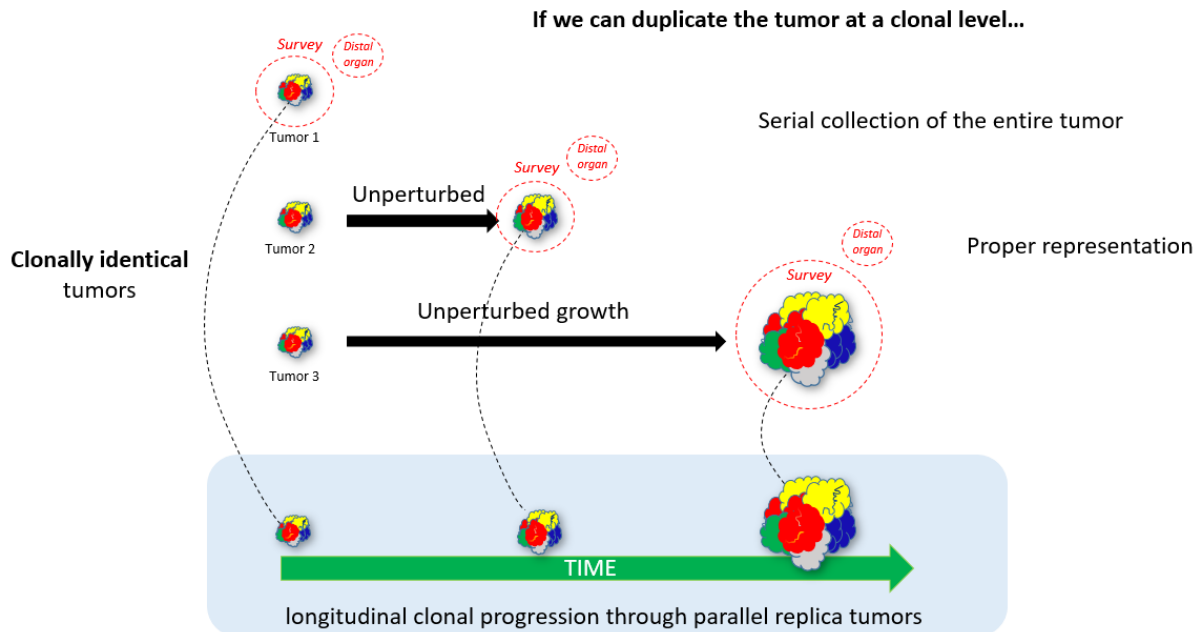 If we can duplicate the tumor at a clonal level...
Survey
Distal
organ
Tumor 1
Serial collection of the entire tumor
Survey
Distal
organ
Unperturbed
Tumor 2
Clonally identical
tumors
Survey
Distal
organ
Proper representation
Unperturbed growth
Tumor 3
TIME
longitudinal clonal progression through parallel replica tumors